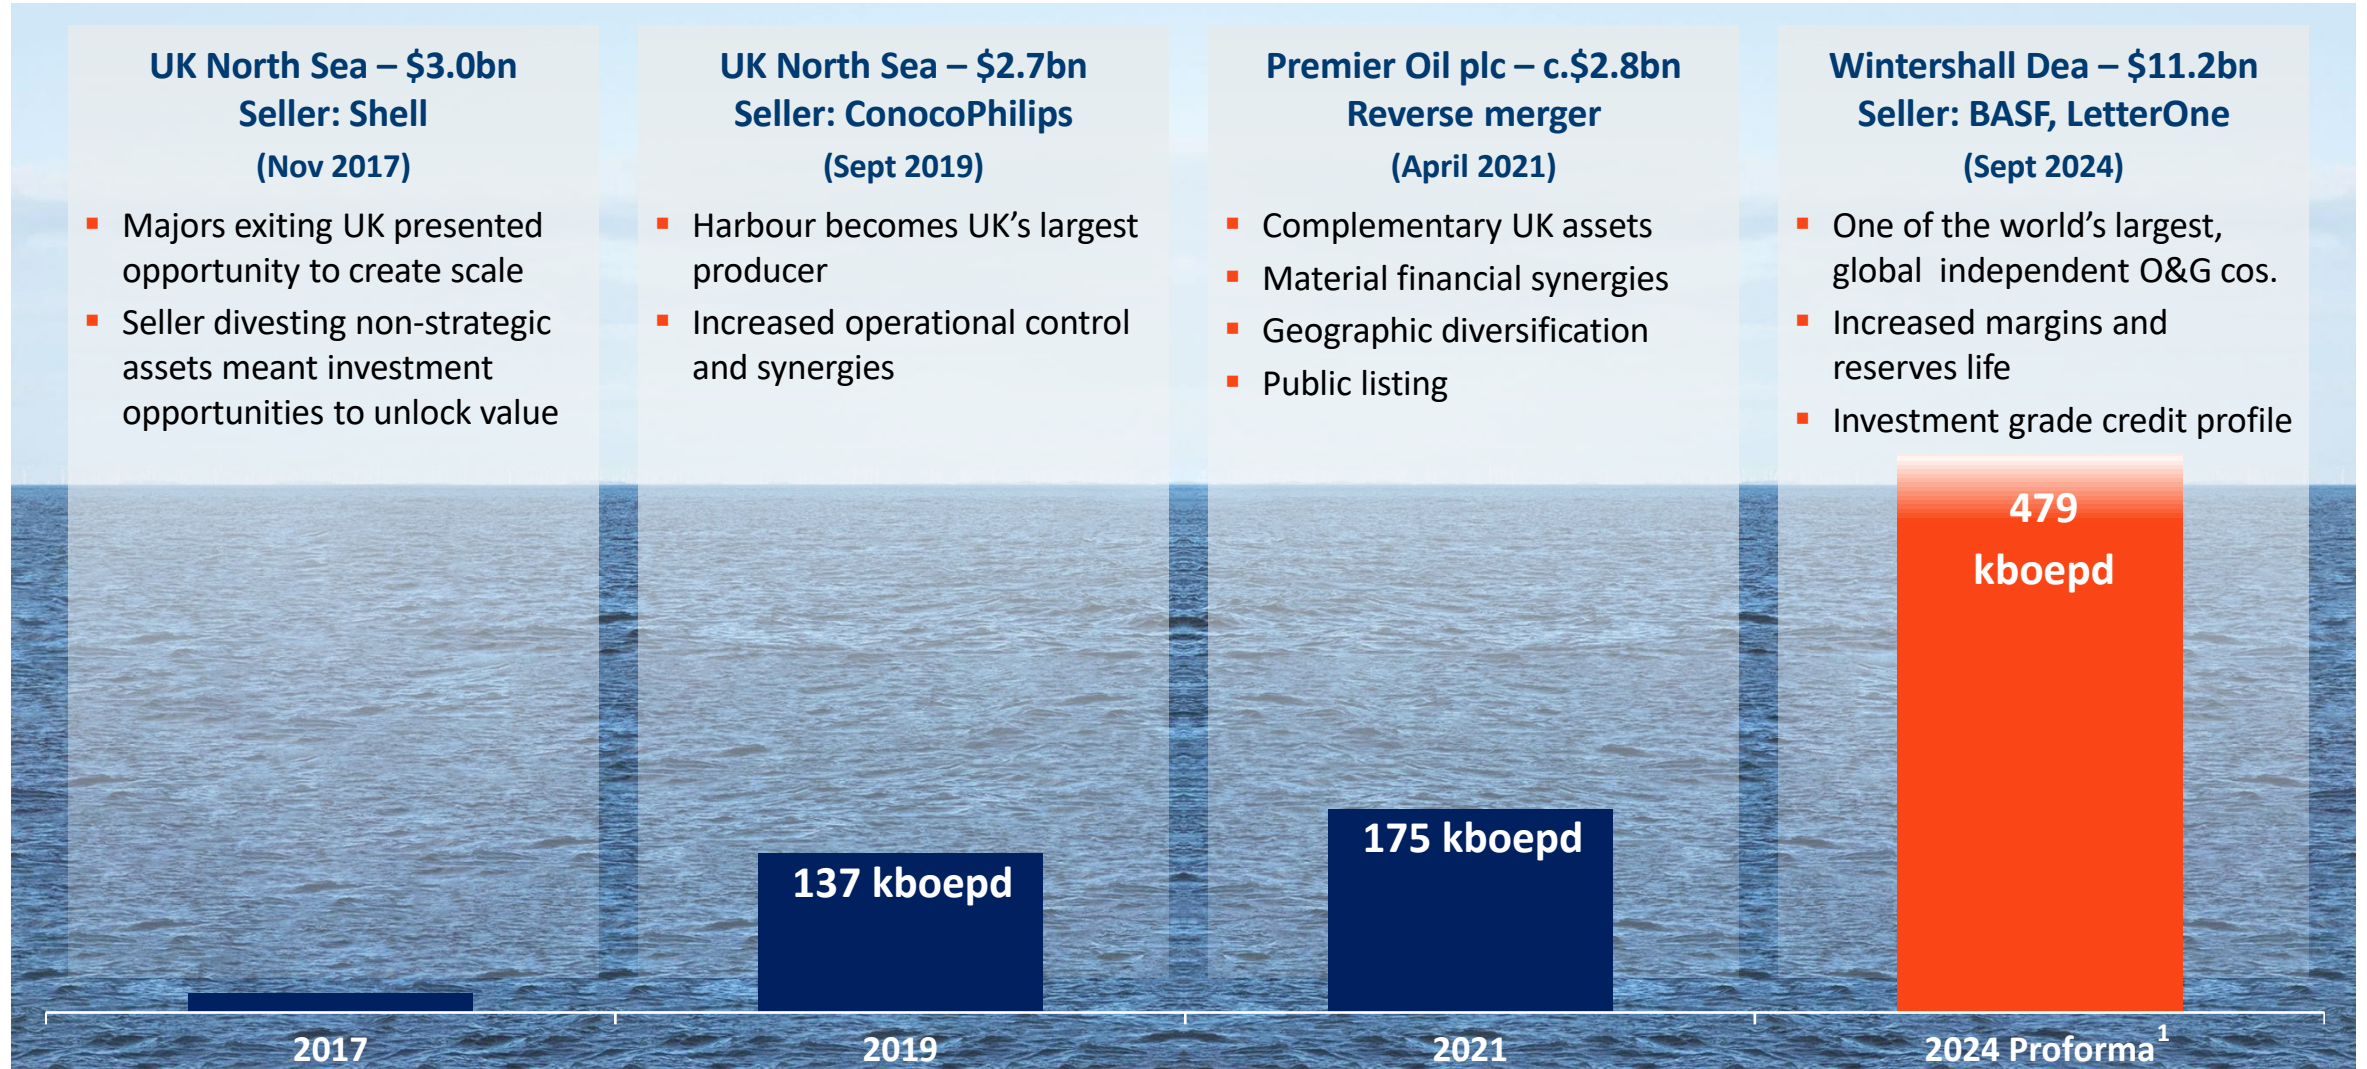 UK North Sea – $3.0bn
Seller: Shell
(Nov 2017)
▪ Majors exiting UK presented
opportunity to create scale
▪ Seller divesting non-strategic
assets meant investment
opportunities to unlock value
UK North Sea – $2.7bn
Seller: ConocoPhilips
(Sept 2019)
▪ Harbour becomes UK’s largest
producer
▪ Increased operational control
and synergies
Premier Oil plc – c.$2.8bn
Reverse merger
(April 2021)
▪ Complementary UK assets
▪ Material financial synergies
▪ Geographic diversification
▪ Public listing
Wintershall Dea – $11.2bn
Seller: BASF, LetterOne
(Sept 2024)
▪ One of the world’s largest,
global  independent O&G cos.
▪ Increased margins and
reserves life
▪ Investment grade credit profile
137 kboepd
175 kboepd
479
kboepd
2017
2019
2021
2024 Proforma¹